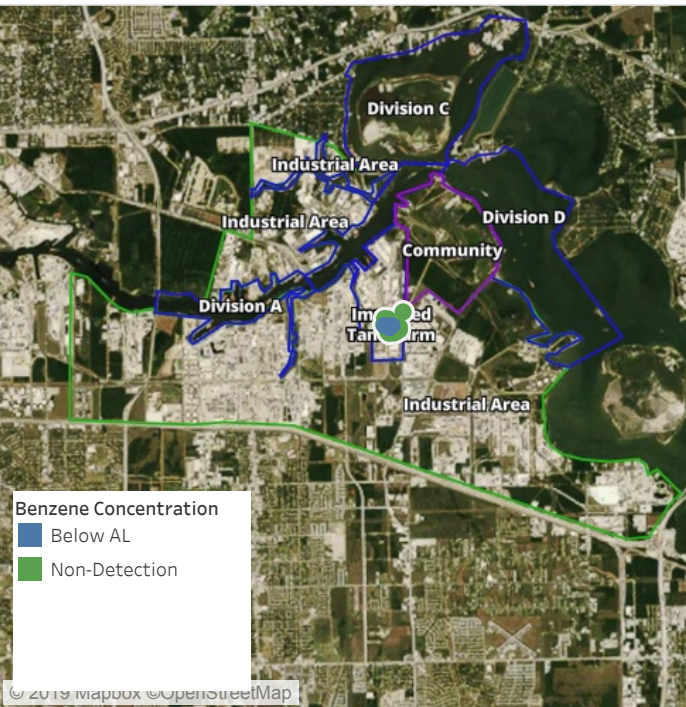 Division C
Industrial Area
Division D
Industrial Area
Community
Division A
Industrial Area
Benzene Concentration
Below AL
Non-Detection
© 2019 Mapbox ©OpenStreetMap